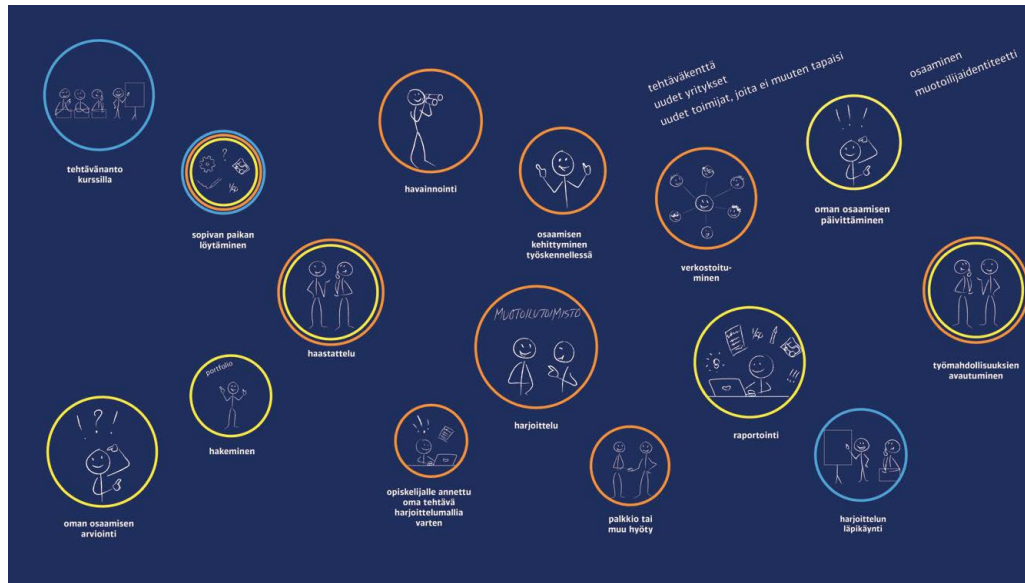 tehtävänanto
kurssilla
sopivan paikan
löytäminen
oman osaamisen
arviointi
portfolio
hakeminen
haastattelu
havainnointi
osaamisen
kehittyminen
työskennellessä
MUOTOILUTOIMISTO
harjoittelu
opiskelijalle annettu
oma tehtävä
harjoittelumallia
varten
palkkio tai
muu hyöty
tehtäväkenttä
uudet yritykset
uudet toimijat, joita ei muuten tapaisi
verkostoitu-
minen
osaaminen
muotoilijaidentiteetti
! ! !
oman osaamisen
päivittäminen
raportointi
harjoittelun
läpikäynti
työmahdollisuuksien
avautuminen